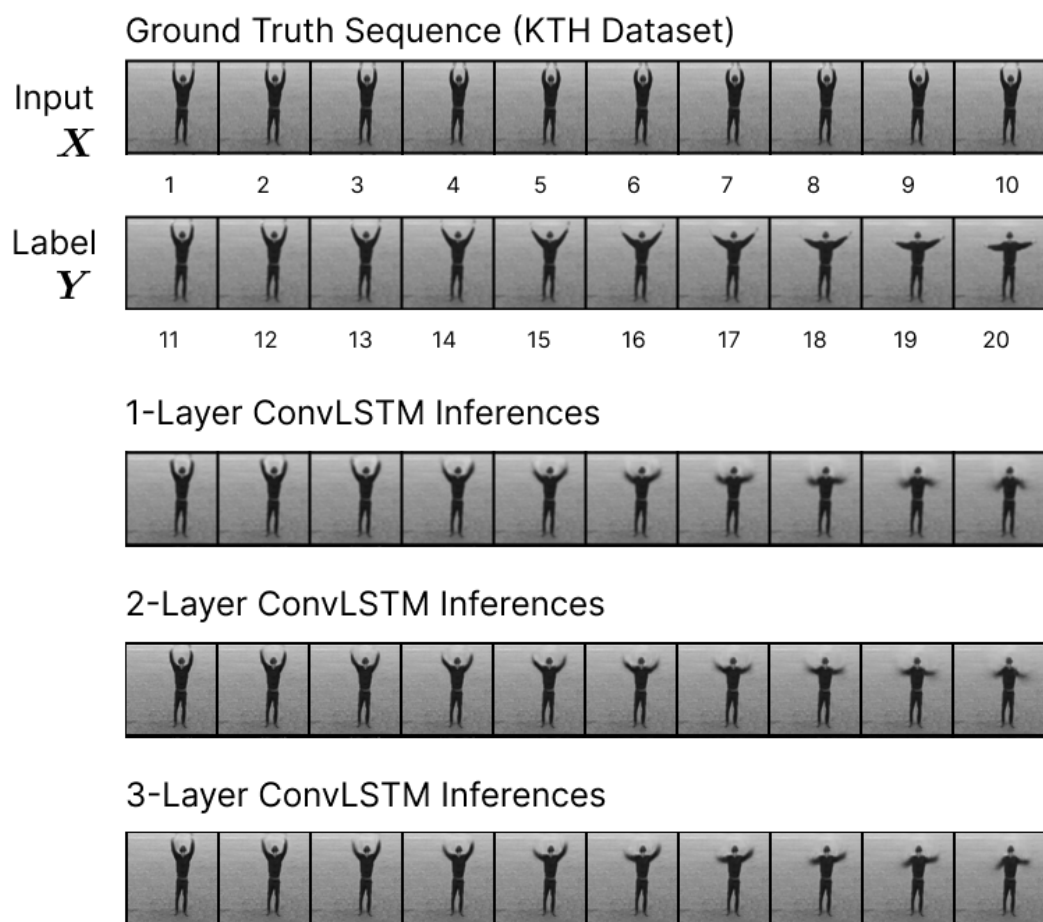 Ground Truth Sequence (KTH Dataset)
Input
X
1 2 3 4 5 6 7 8 9 10
Label
Y
11 12 13 14 15 16 17 18 19 20
1-Layer ConvLSTM Inferences
2-Layer ConvLSTM Inferences
3-Layer ConvLSTM Inferences